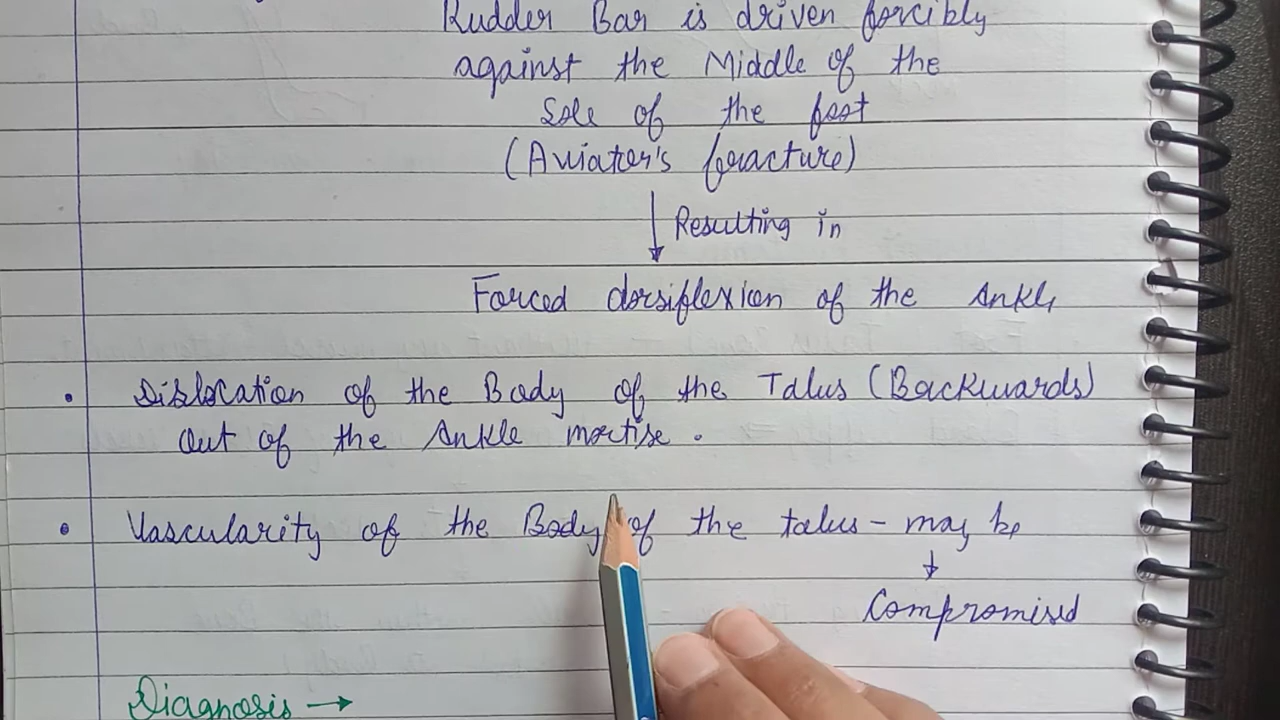 Rudder Bar is driven forcibly
against the Middle of the
Sole of the foot
(Aviator's fracture)
↓ Resulting in
Forced dorsiflexion of the Ankle
• Dislocation of the Body of the Talus (Backwards)
out of the Ankle mortise.
• Vascularity of the Body of the talus - may be
↓
Compromised
Diagnosis →